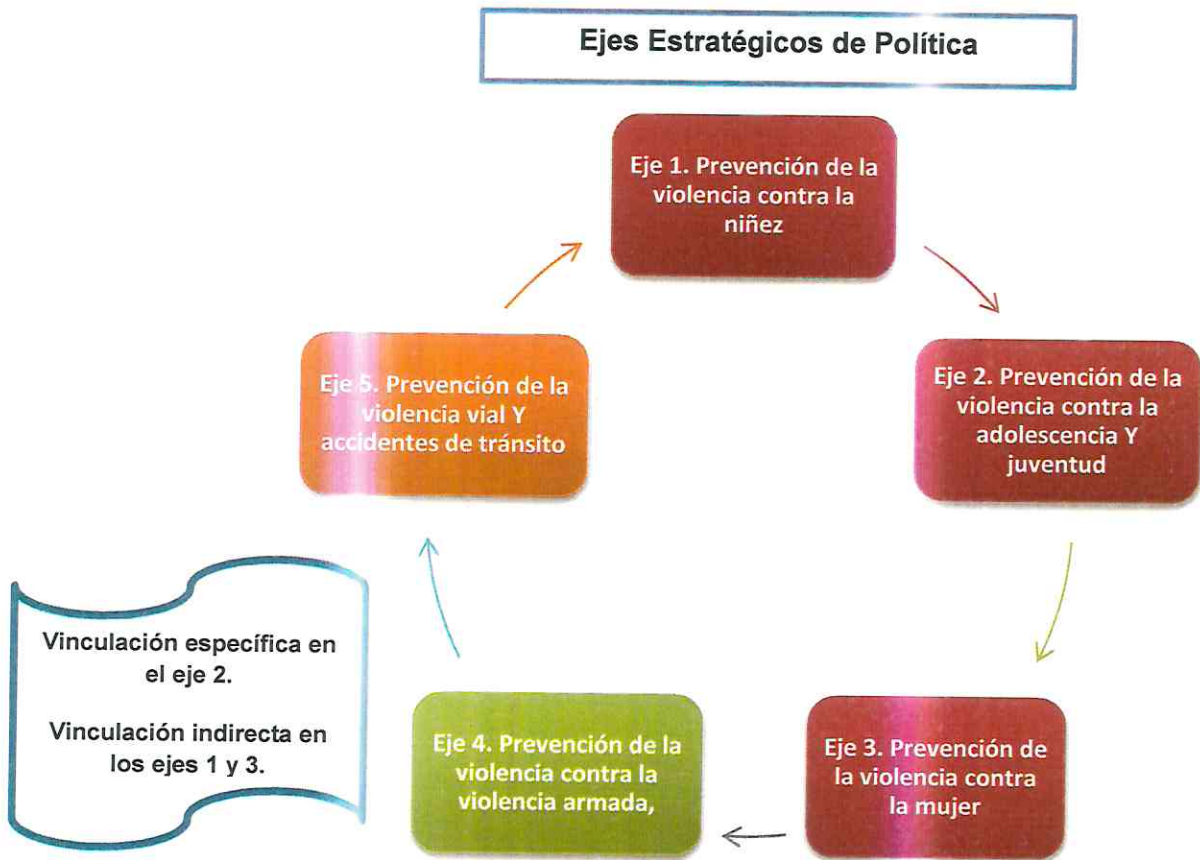 Ejes Estratégicos de Política
Eje 1. Prevención de la
violencia contra la
niñez
Eje 2. Prevención de la
violencia contra la
adolescencia Y
juventud
Eje 3. Prevención de
la violencia contra
la mujer
Eje 4. Prevención de la
violencia contra la
violencia armada,
Eje 5. Prevención de la
violencia vial Y
accidentes de tránsito
Vinculación específica en
el eje 2.
Vinculación indirecta en
los ejes 1 y 3.